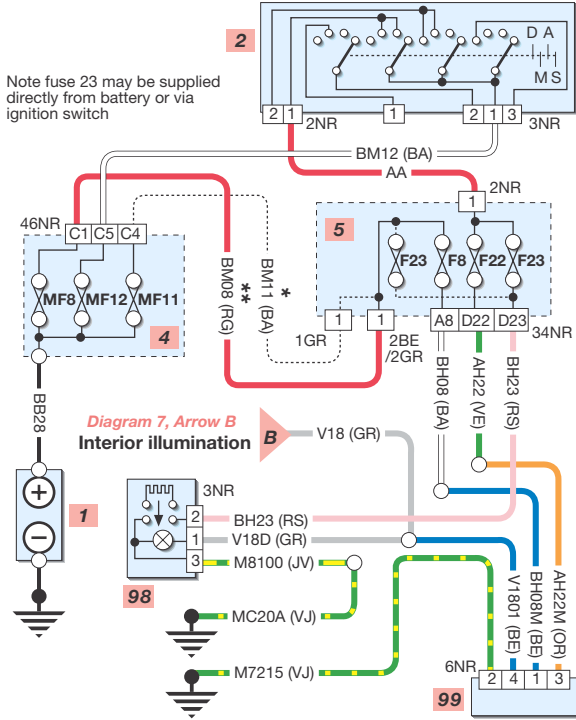 2
D A
M S
Note fuse 23 may be supplied
directly from battery or via
ignition switch
2 1 2NR
1
2 1 3 3NR
BM12 (BA)
AA
46NR
C1 C5 C4
2NR
1
5
F23 F8 F22 F23
MF8 MF12 MF11
4
BM08 (RG)
**
BM11 (BA)
*
1 1
1GR 2BE
/2GR
A8 D22 D23
34NR
BB28
BH08 (BA)
AH22 (VE)
BH23 (RS)
Diagram 7, Arrow B
Interior illumination
B
V18 (GR)
+
−
1
3NR
2
1
3
BH23 (RS)
V18D (GR)
M8100 (JV)
98
MC20A (VJ)
M7215 (VJ)
V1801 (BE)
BH08M (BE)
AH22M (OR)
6NR
2 4 1 3
99